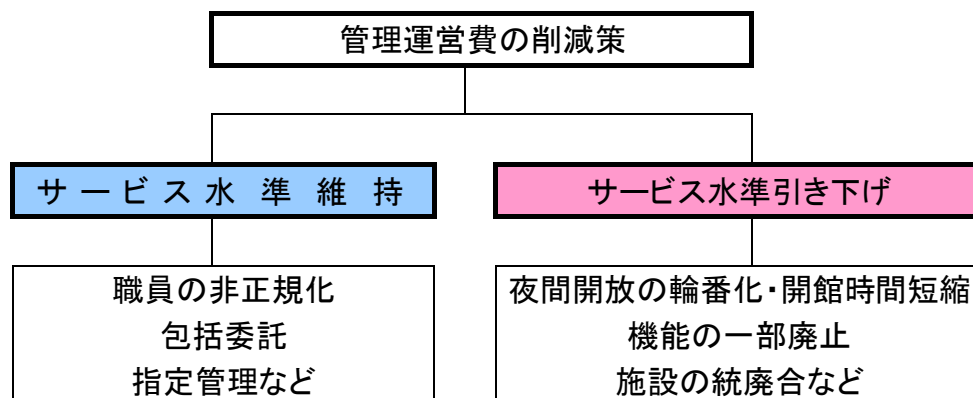 管理運営費の削減策
サービス水準維持
サービス水準引き下げ
職員の非正規化
包括委託
指定管理など
夜間開放の輪番化・開館時間短縮
機能の一部廃止
施設の統廃合など